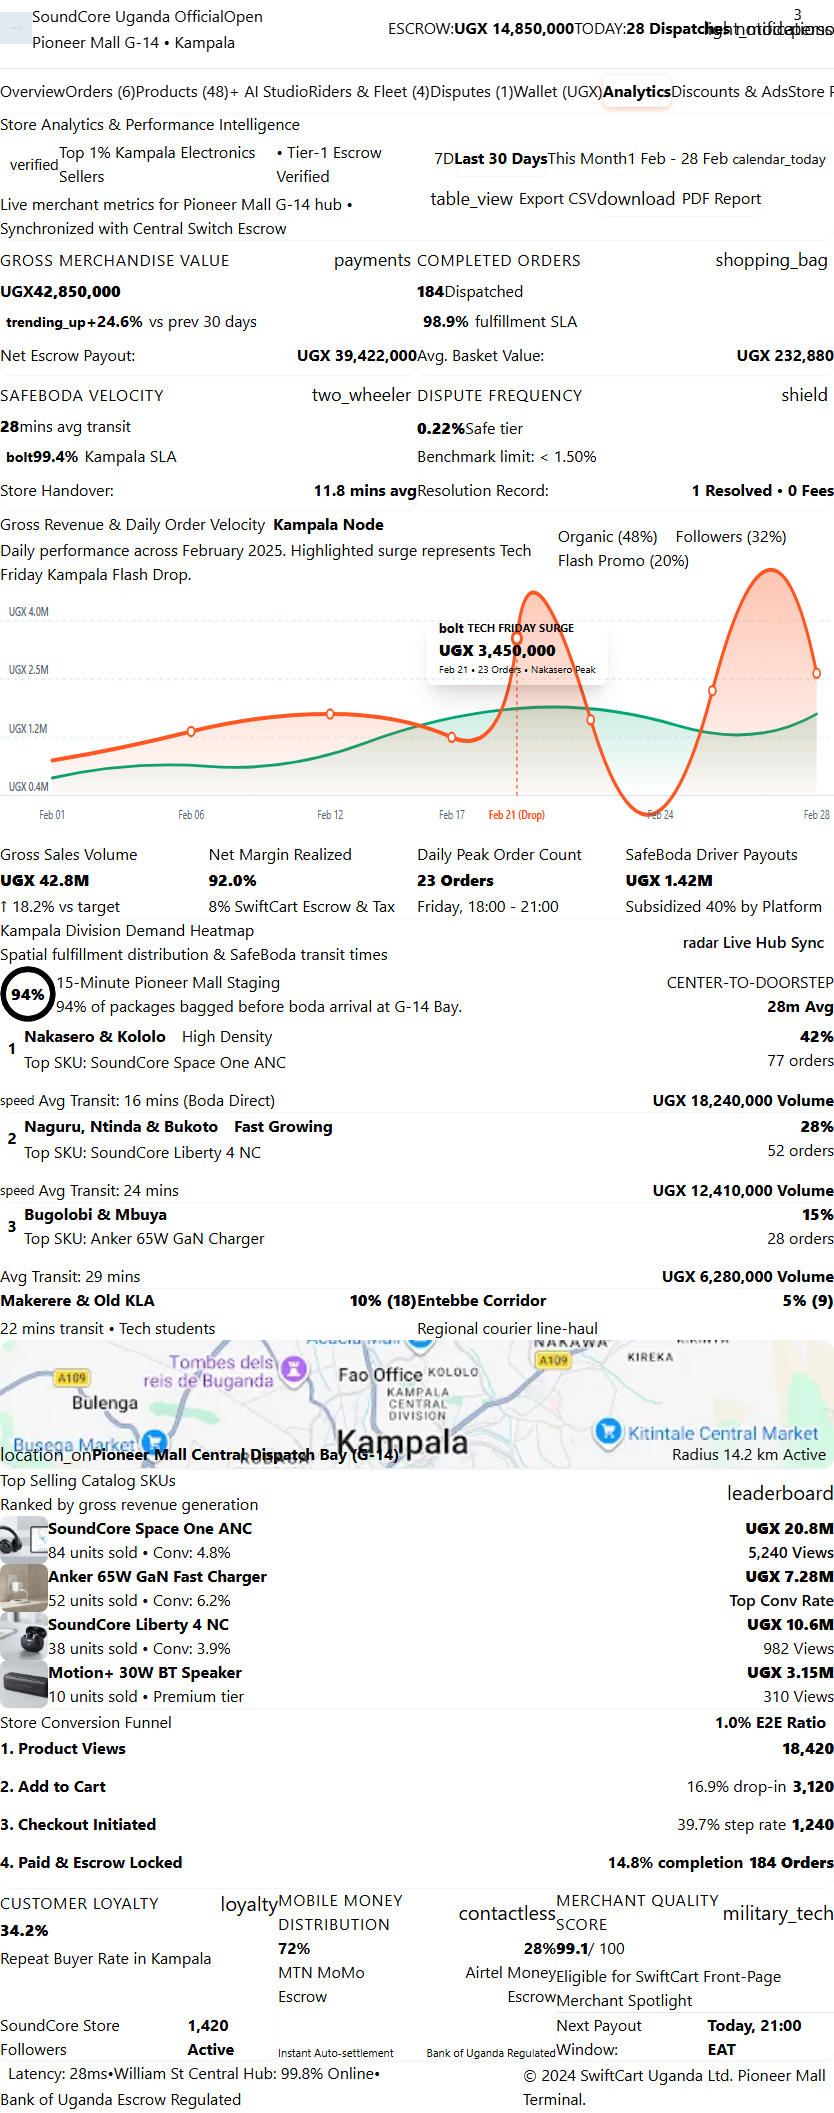 SoundCore Uganda OfficialOpen
Pioneer Mall G-14 • Kampala
ESCROW:UGX 14,850,000TODAY:28 Dispatches
3
OverviewOrders (6)Products (48)+ AI StudioRiders & Fleet (4)Disputes (1)Wallet (UGX)AnalyticsDiscounts & AdsStore P
Store Analytics & Performance Intelligence
verified
Top 1% Kampala Electronics Sellers
• Tier-1 Escrow Verified
Live merchant metrics for Pioneer Mall G-14 hub •
Synchronized with Central Switch Escrow
7DLast 30 DaysThis Month1 Feb - 28 Feb calendar_today
table_view Export CSVdownload PDF Report
GROSS MERCHANDISE VALUE payments
UGX42,850,000
trending_up+24.6% vs prev 30 days
Net Escrow Payout: UGX 39,422,000
COMPLETED ORDERS shopping_bag
184Dispatched
98.9% fulfillment SLA
Avg. Basket Value: UGX 232,880
SAFEBODA VELOCITY two_wheeler
28mins avg transit
bolt99.4% Kampala SLA
Store Handover: 11.8 mins avg
DISPUTE FREQUENCY shield
0.22%Safe tier
Benchmark limit: < 1.50%
Resolution Record: 1 Resolved • 0 Fees
Gross Revenue & Daily Order Velocity Kampala Node
Daily performance across February 2025. Highlighted surge represents Tech
Friday Kampala Flash Drop.
Organic (48%) Followers (32%)
Flash Promo (20%)
UGX 4.0M
UGX 2.5M
UGX 1.2M
UGX 0.4M
bolt TECH FRIDAY SURGE
UGX 3,450,000
Feb 21 • 23 Orders • Nakasero Peak
Feb 01 Feb 06 Feb 12 Feb 17 Feb 21 (Drop) Feb 24 Feb 28
Gross Sales Volume
UGX 42.8M
↑ 18.2% vs target
Net Margin Realized
92.0%
8% SwiftCart Escrow & Tax
Daily Peak Order Count
23 Orders
Friday, 18:00 - 21:00
SafeBoda Driver Payouts
UGX 1.42M
Subsidized 40% by Platform
Kampala Division Demand Heatmap
Spatial fulfillment distribution & SafeBoda transit times
radar Live Hub Sync
94%
15-Minute Pioneer Mall Staging
94% of packages bagged before boda arrival at G-14 Bay.
CENTER-TO-DOORSTEP
28m Avg
1
Nakasero & Kololo High Density
Top SKU: SoundCore Space One ANC
42%
77 orders
speed Avg Transit: 16 mins (Boda Direct)
UGX 18,240,000 Volume
2
Naguru, Ntinda & Bukoto Fast Growing
Top SKU: SoundCore Liberty 4 NC
28%
52 orders
speed Avg Transit: 24 mins
UGX 12,410,000 Volume
3
Bugolobi & Mbuya
Top SKU: Anker 65W GaN Charger
15%
28 orders
Avg Transit: 29 mins
UGX 6,280,000 Volume
Makerere & Old KLA 10% (18)
22 mins transit • Tech students
Entebbe Corridor 5% (9)
Regional courier line-haul
Acacia Mall
Tombes dels
reis de Buganda
A109
Bulenga
Busega Market
Fao Office
KOLOLO
KAMPALA
CENTRAL
DIVISION
Kampala
NAKAWA
A109
KIREKA
Kitintale Central Market
location_onPioneer Mall Central Dispatch Bay (G-14)
Radius 14.2 km Active
Top Selling Catalog SKUs
Ranked by gross revenue generation
leaderboard
SoundCore Space One ANC
84 units sold • Conv: 4.8%
UGX 20.8M
5,240 Views
Anker 65W GaN Fast Charger
52 units sold • Conv: 6.2%
UGX 7.28M
Top Conv Rate
SoundCore Liberty 4 NC
38 units sold • Conv: 3.9%
UGX 10.6M
982 Views
Motion+ 30W BT Speaker
10 units sold • Premium tier
UGX 3.15M
310 Views
Store Conversion Funnel
1.0% E2E Ratio
1. Product Views 18,420
2. Add to Cart 16.9% drop-in 3,120
3. Checkout Initiated 39.7% step rate 1,240
4. Paid & Escrow Locked 14.8% completion 184 Orders
CUSTOMER LOYALTY loyalty
34.2%
Repeat Buyer Rate in Kampala
SoundCore Store Followers
1,420 Active
MOBILE MONEY DISTRIBUTION
contactless
72%
MTN MoMo Escrow
28%
Airtel Money Escrow
Instant Auto-settlement
Bank of Uganda Regulated
MERCHANT QUALITY SCORE
military_tech
99.1/ 100
Eligible for SwiftCart Front-Page
Merchant Spotlight
Next Payout Window:
Today, 21:00 EAT
Latency: 28ms•William St Central Hub: 99.8% Online•
Bank of Uganda Escrow Regulated
© 2024 SwiftCart Uganda Ltd. Pioneer Mall
Terminal.